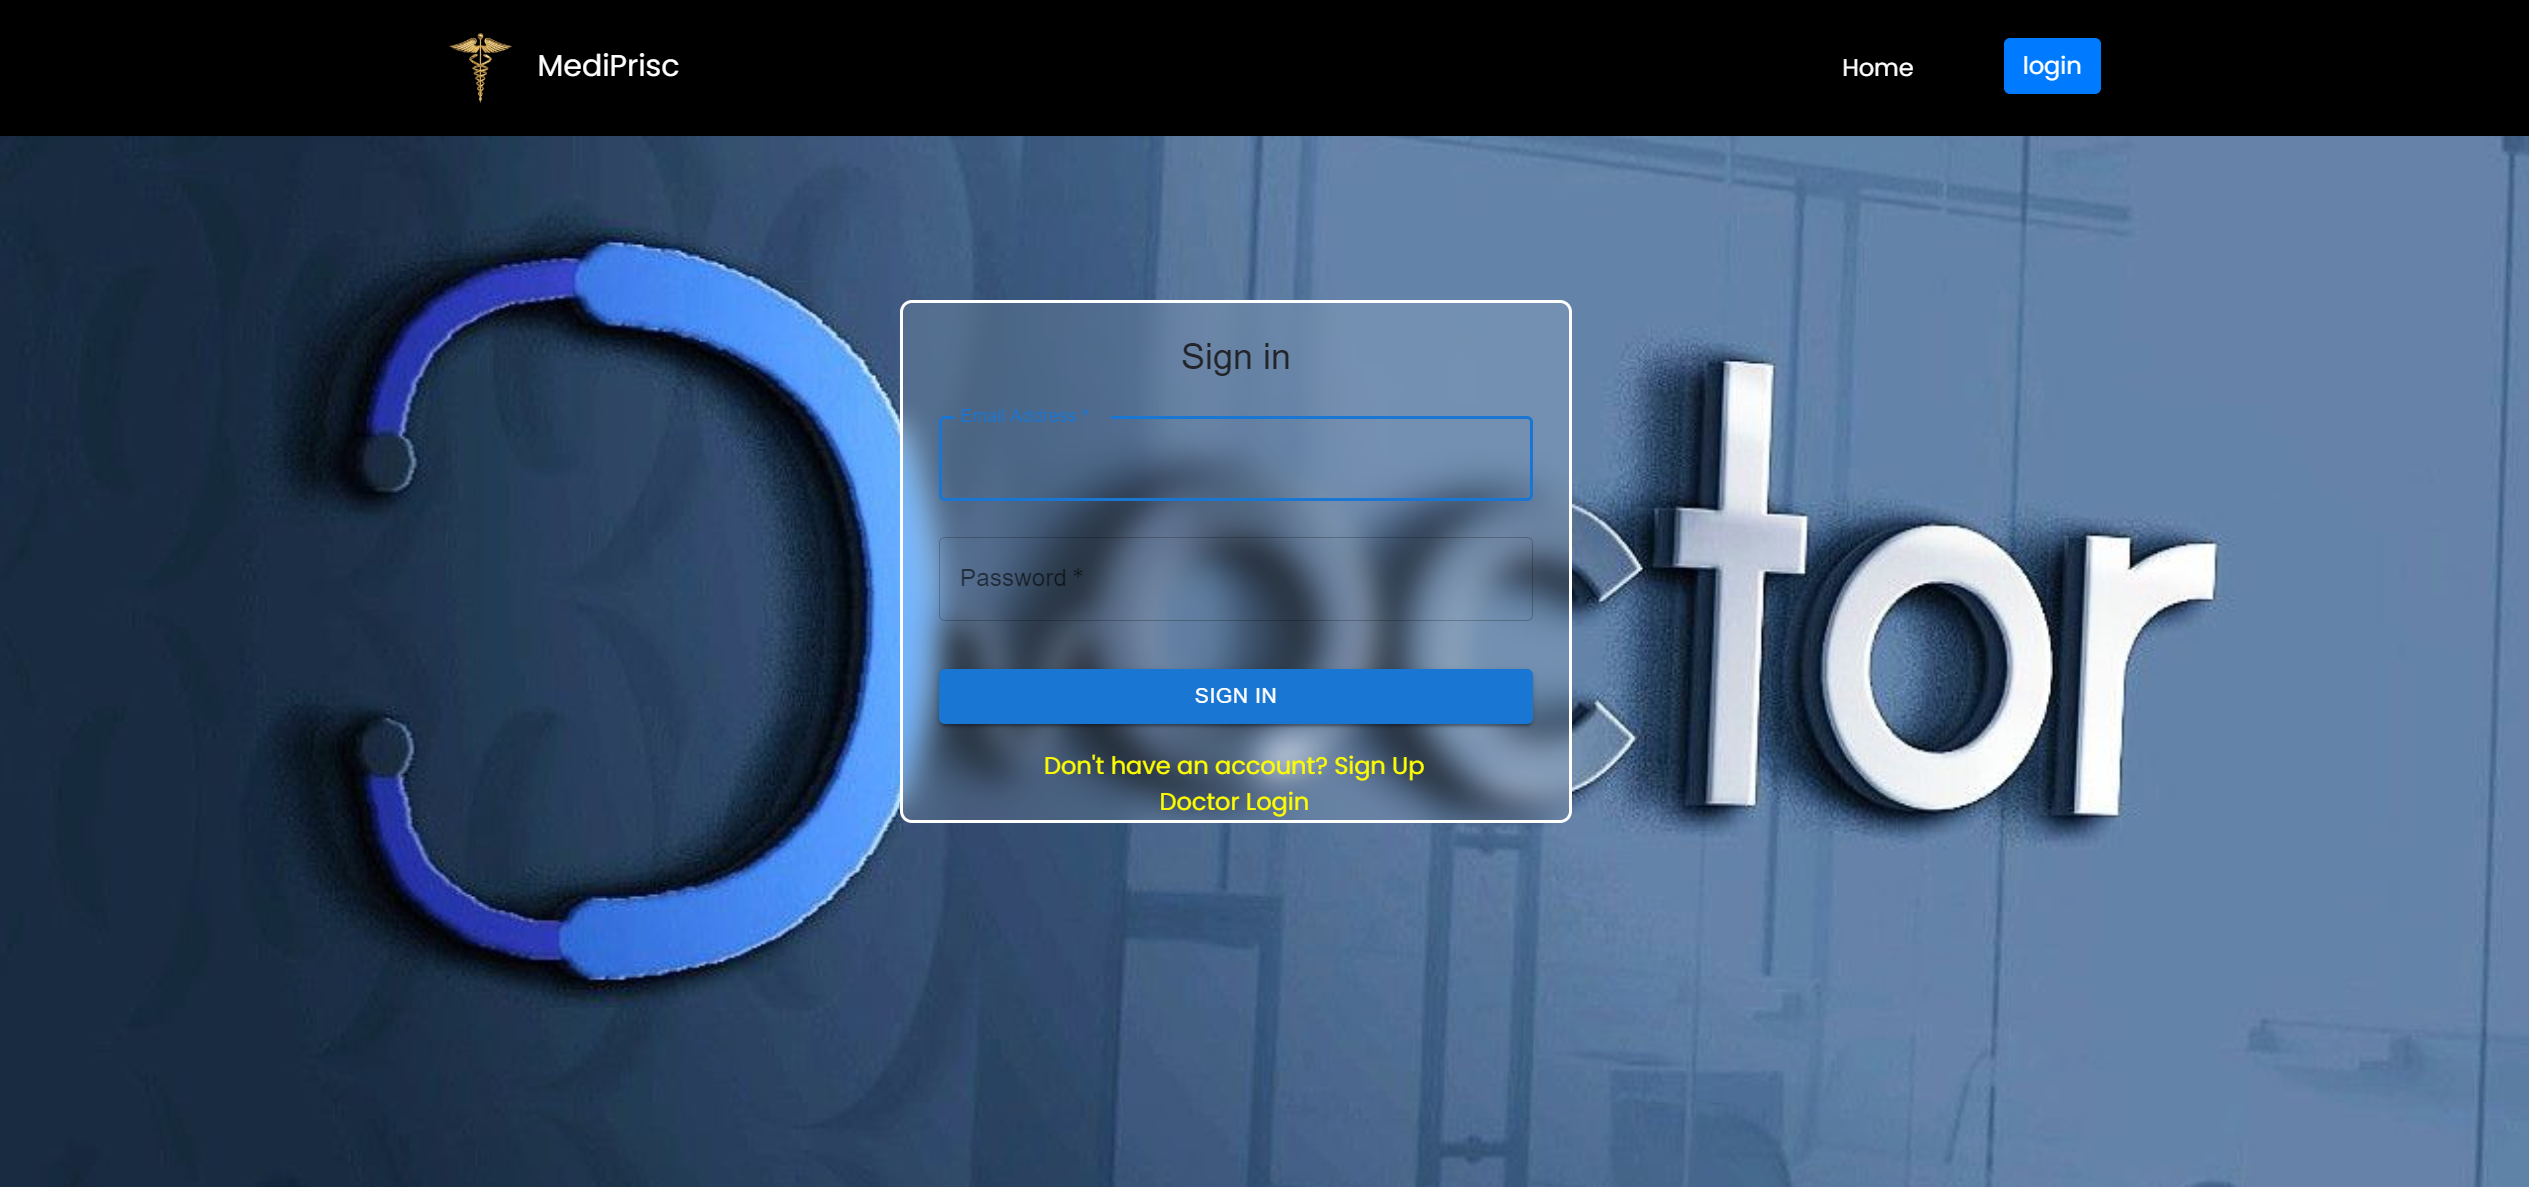 MediPrisc
Home
login
Sign in
Email Address *
Password *
SIGN IN
Don't have an account? Sign Up
Doctor Login
ctor